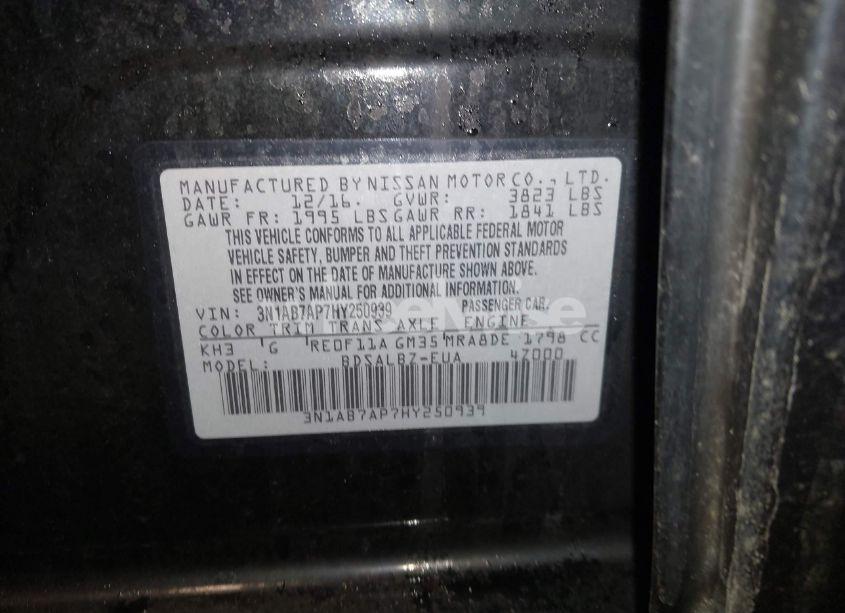 MANUFACTURED BY NISSAN MOTOR CO., LTD.
DATE: 12/16. GVWR: 3823 LBS
GAWR FR: 1995 LBS GAWR RR: 1841 LBS
THIS VEHICLE CONFORMS TO ALL APPLICABLE FEDERAL MOTOR
VEHICLE SAFETY, BUMPER AND THEFT PREVENTION STANDARDS
IN EFFECT ON THE DATE OF MANUFACTURE SHOWN ABOVE.
SEE OWNER'S MANUAL FOR ADDITIONAL INFORMATION.
VIN: 3N1AB7AP7HY250939 PASSENGER CAR.
COLOR TRIM TRANS AXLE ENGINE
KH3 G RE0F11A GM35 MRA8DE 1798 CC
MODEL: BDSALBZ-EUA 4Z000
3N1AB7AP7HY250939